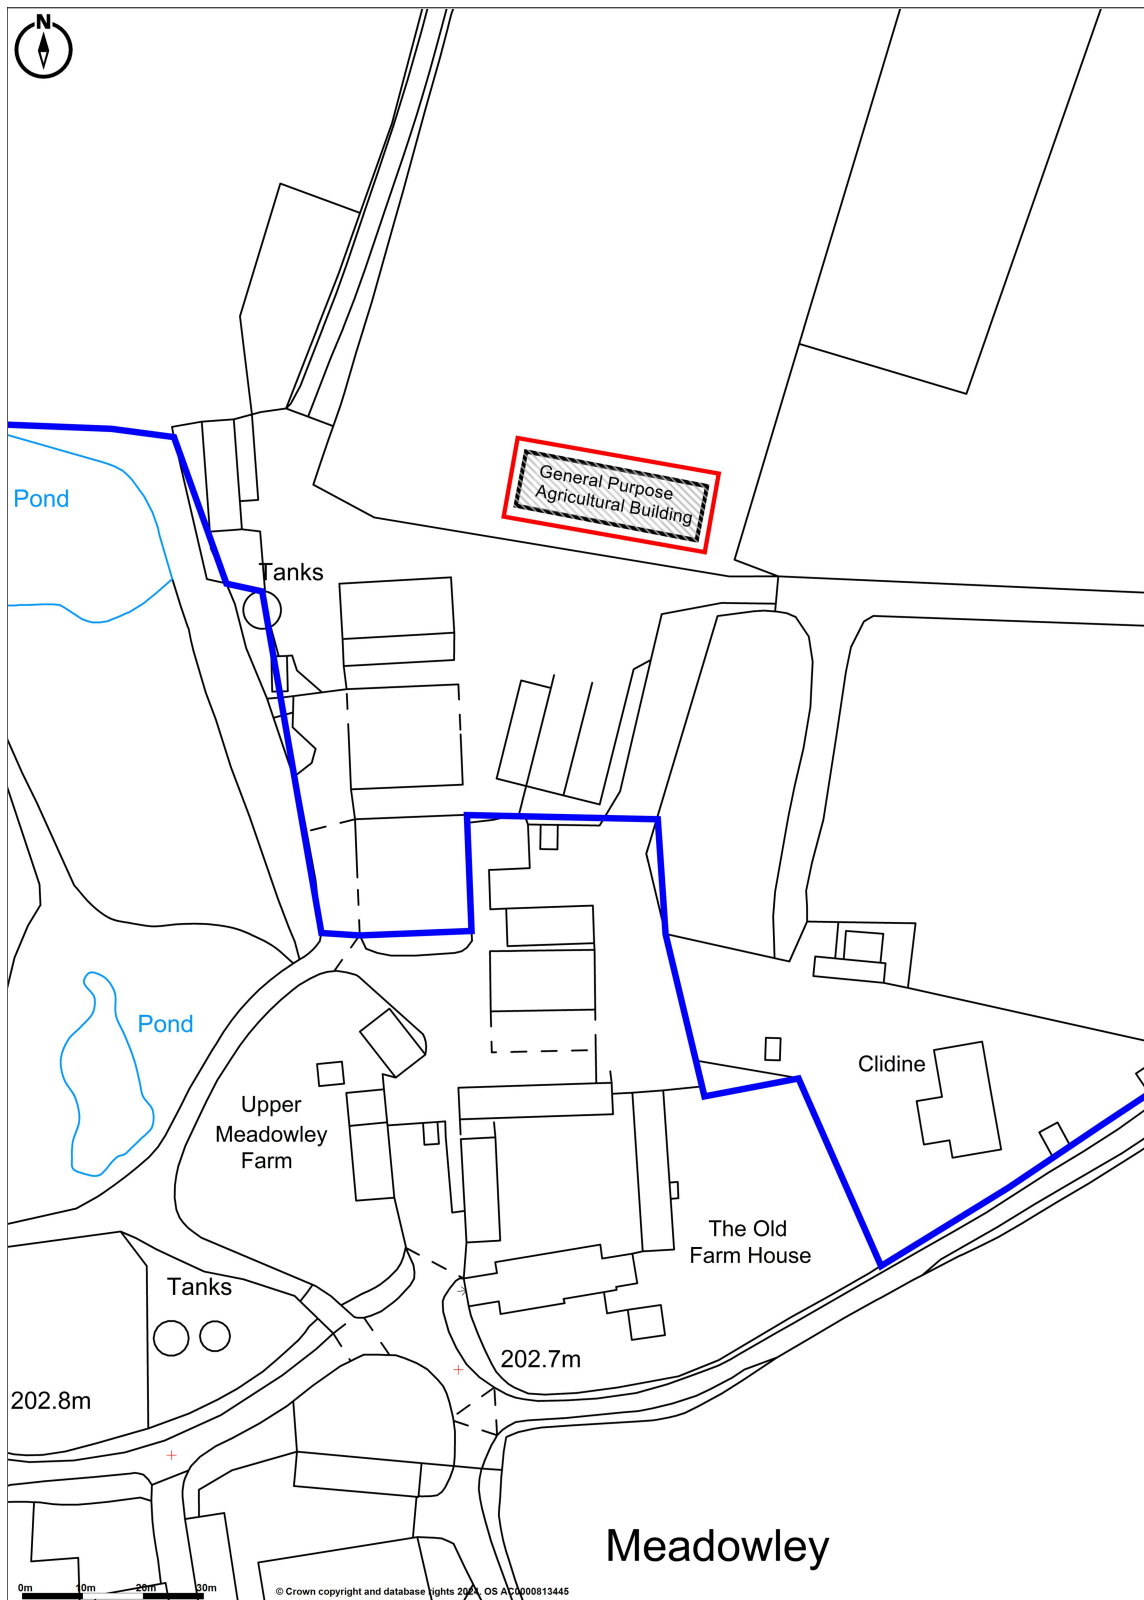 N
General Purpose
Agricultural Building
Pond
Tanks
Pond
Clidine
Upper
Meadowley
Farm
The Old
Farm House
Tanks
202.7m
202.8m
Meadowley
0m 10m 20m 30m
© Crown copyright and database rights 2024. OS AC0000813445